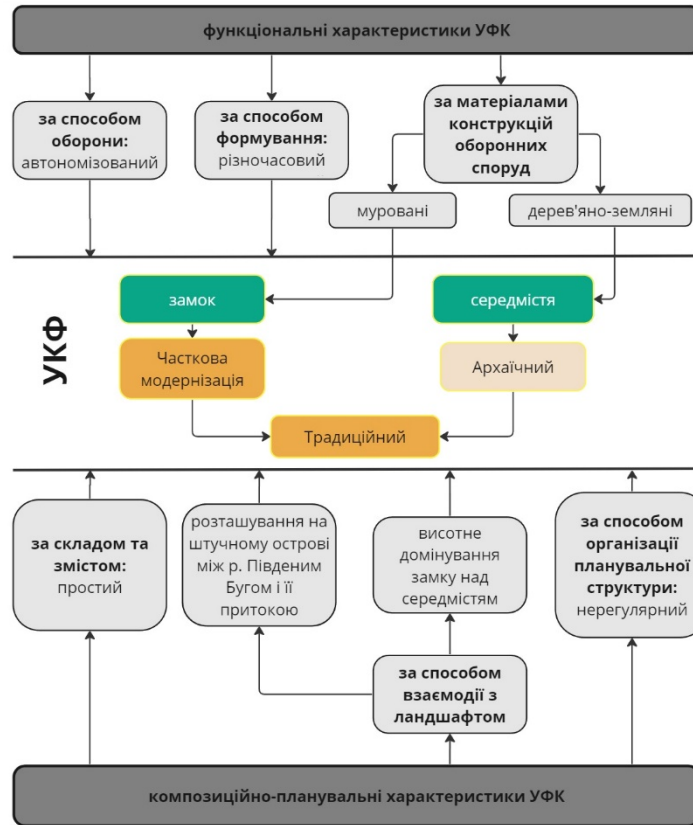 функціональні характеристики УФК
за способом
оборони:
автономізований
за способом
формування:
різночасовий
за матеріалами
конструкцій
оборонних
споруд
муровані
дерев'яно-земляні
УКФ
замок
середмістя
Часткова
модернізація
Архаїчний
Традиційний
за складом та
змістом:
простий
розташування на
штучному острові
між р. Південим
Бугом і її
притокою
висотне
домінування
замку над
середмістям
за способом
організації
планувальної
структури:
нерегулярний
за способом
взаємодії з
ландшафтом
композиційно-планувальні характеристики УФК